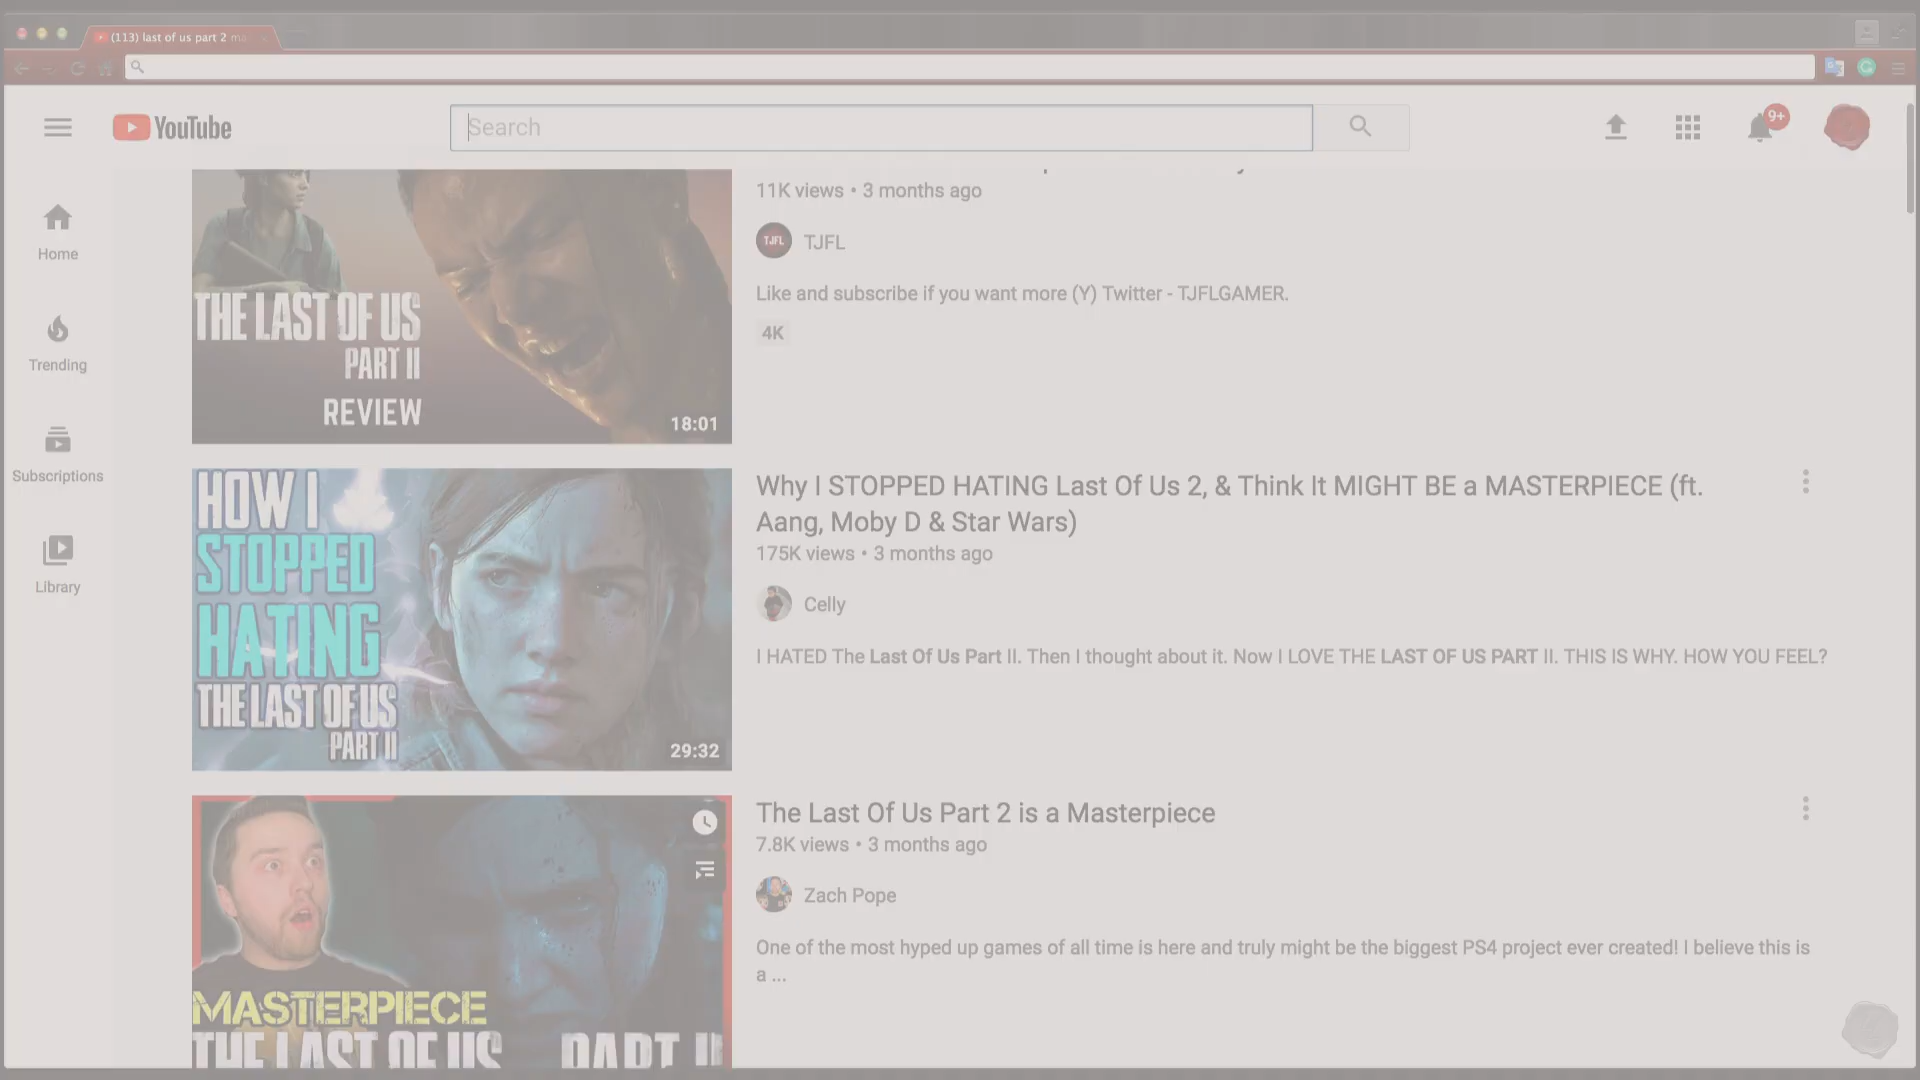 (113) last of us part 2 ma
YouTube
Search
9+
Home
Trending
Subscriptions
Library
THE LAST OF US
PART II
REVIEW
18:01
11K views • 3 months ago
TJFL
TJFL
Like and subscribe if you want more (Y) Twitter - TJFLGAMER.
4K
HOW I
STOPPED
HATING
THE LAST OF US
PART II
29:32
Why I STOPPED HATING Last Of Us 2, & Think It MIGHT BE a MASTERPIECE (ft.
Aang, Moby D & Star Wars)
175K views • 3 months ago
Celly
I HATED The Last Of Us Part II. Then I thought about it. Now I LOVE THE LAST OF US PART II. THIS IS WHY. HOW YOU FEEL?
MASTERPIECE
THE LAST OF US PART II
The Last Of Us Part 2 is a Masterpiece
7.8K views • 3 months ago
Zach Pope
One of the most hyped up games of all time is here and truly might be the biggest PS4 project ever created! I believe this is
a ...